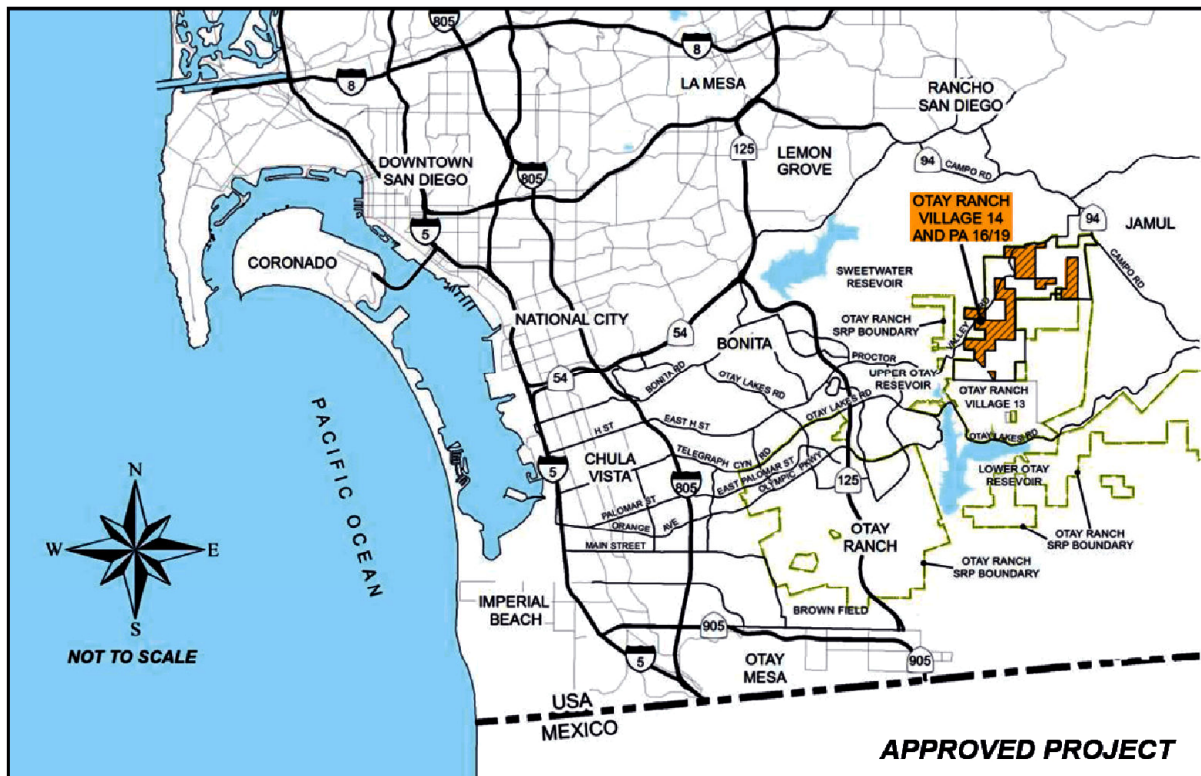 805
8
8
LA MESA
RANCHO
SAN DIEGO
125
LEMON
GROVE
DOWNTOWN
SAN DIEGO
805
94
CAMPO RD
OTAY RANCH
VILLAGE 14
AND PA 16/19
94
JAMUL
5
CAMPO RD
CORONADO
SWEETWATER
RESEVOIR
OTAY RANCH
SRP BOUNDARY
VALLEY
NATIONAL CITY
54
BONITA
PROCTOR
UPPER OTAY
RESEVOIR
54
BONITA RD
OTAY LAKES RD
OTAY LAKES RD
OTAY RANCH
VILLAGE 13
PACIFIC OCEAN
H ST
EAST H ST
OTAY LAKES RD
TELEGRAPH CYN RD
5
CHULA
VISTA
EAST PALOMAR ST
OLYMPIC PKWY
805
125
LOWER OTAY
RESEVOIR
PALOMAR ST
ORANGE AVE
MAIN STREET
OTAY
RANCH
OTAY RANCH
SRP BOUNDARY
OTAY RANCH
SRP BOUNDARY
N
W
E
S
NOT TO SCALE
IMPERIAL
BEACH
BROWN FIELD
905
5
OTAY
MESA
905
USA
MEXICO
APPROVED PROJECT